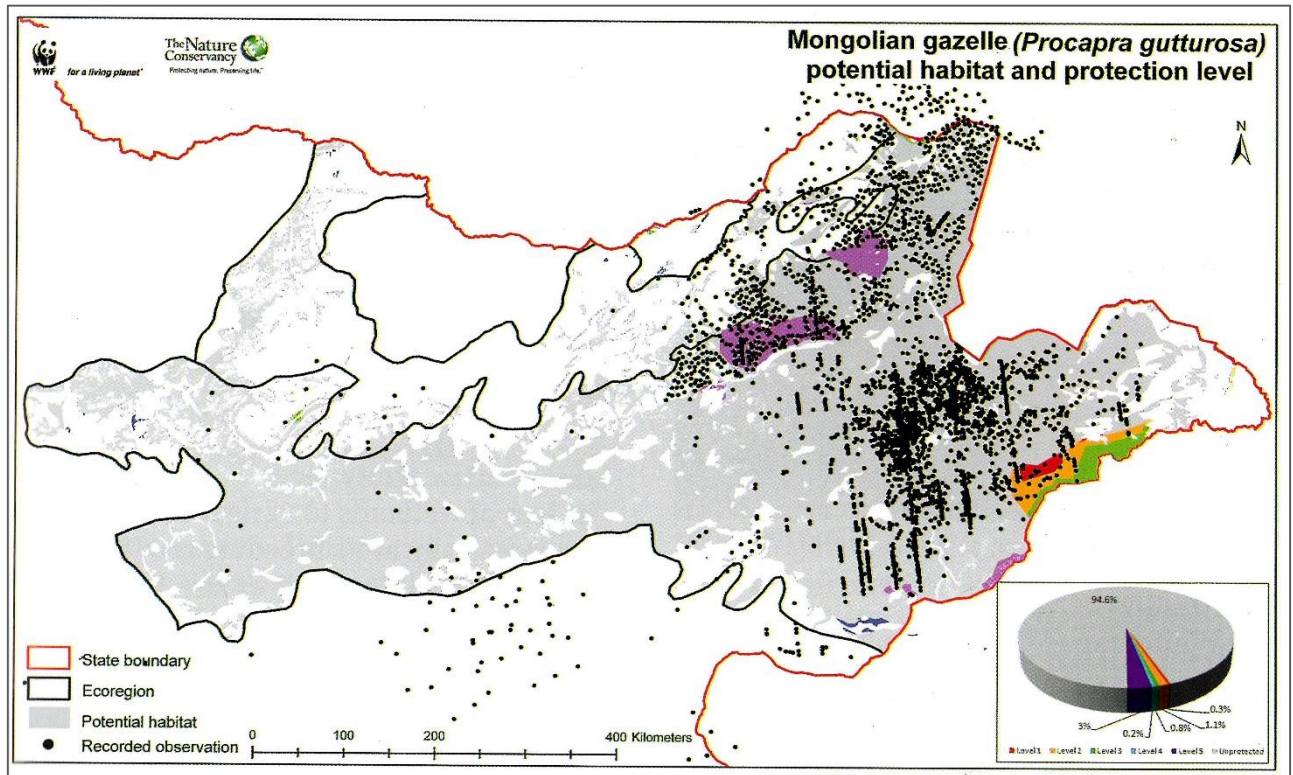 WWF
for a living planet®
The Nature
Conservancy
Protecting nature. Preserving life.™
Mongolian gazelle (Procapra gutturosa)
potential habitat and protection level
N
State boundary
Ecoregion
Potential habitat
Recorded observation
0 100 200 400 Kilometers
94.6%
3%
0.2%
0.8%
1.1%
0.3%
Level 1 Level 2 Level 3 Level 4 Level 5 Unprotected